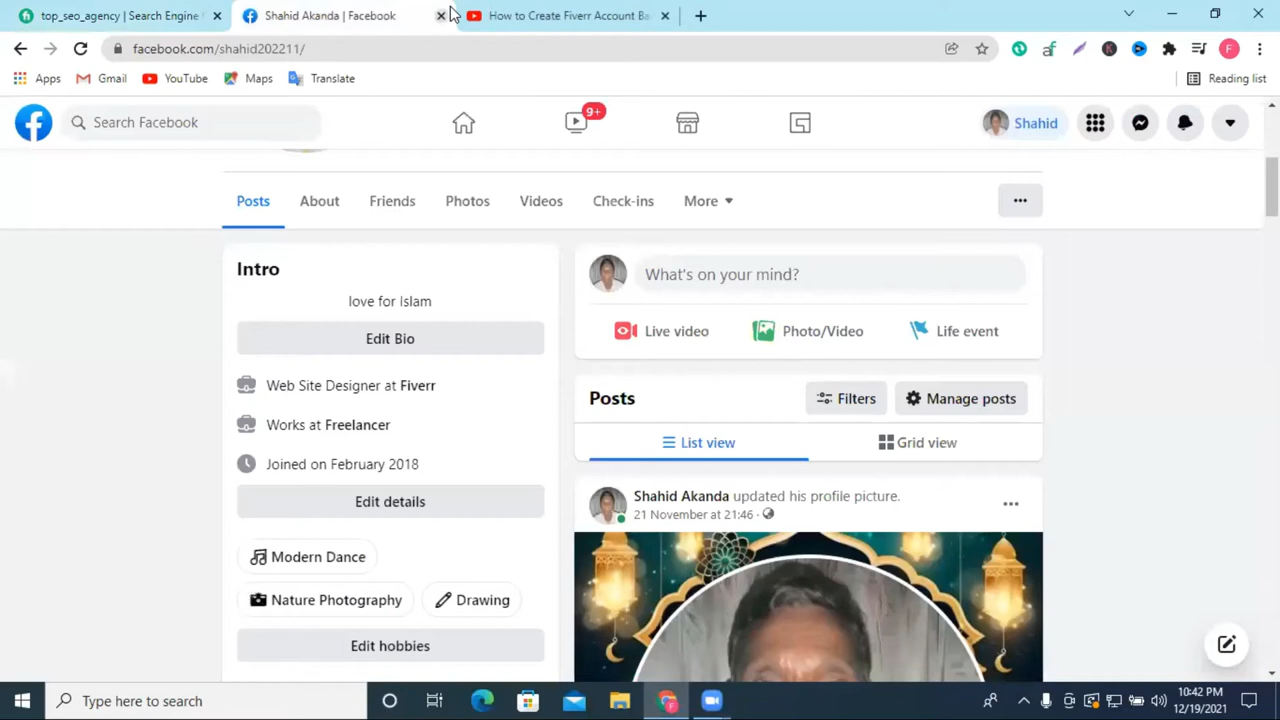 top_seo_agency | Search Engine
Shahid Akanda | Facebook
How to Create Fiverr Account Ba
facebook.com/shahid202211/
F
Apps
Gmail
YouTube
Maps
Translate
Reading list
Search Facebook
9+
Shahid
Posts
About
Friends
Photos
Videos
Check-ins
More
Intro
love for Islam
Edit Bio
Web Site Designer at Fiverr
Works at Freelancer
Joined on February 2018
Edit details
Modern Dance
Nature Photography
Drawing
Edit hobbies
What's on your mind?
Live video
Photo/Video
Life event
Posts
Filters
Manage posts
List view
Grid view
Shahid Akanda updated his profile picture.
21 November at 21:46 ·
Type here to search
10:42 PM
12/19/2021